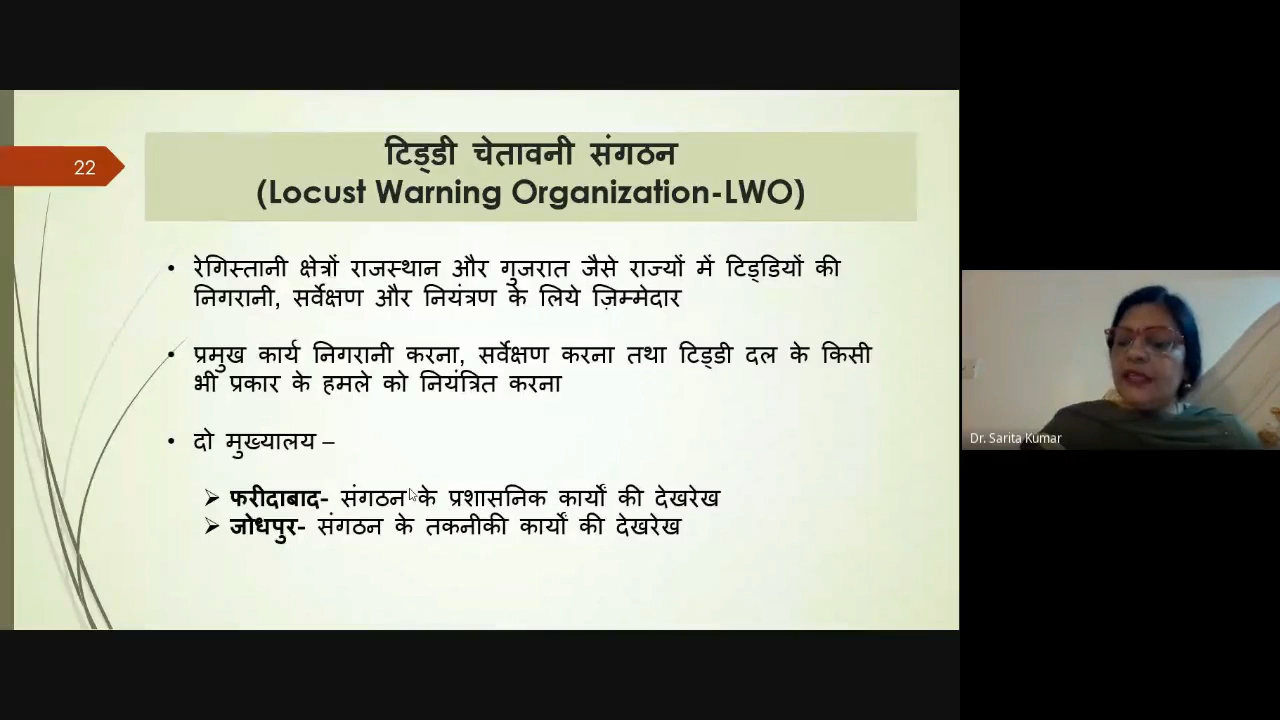 22
टिड्डी चेतावनी संगठन
(Locust Warning Organization-LWO)
• रेगिस्तानी क्षेत्रों राजस्थान और गुजरात जैसे राज्यों में टिड्डियों की
निगरानी, सर्वेक्षण और नियंत्रण के लिये ज़िम्मेदार
• प्रमुख कार्य निगरानी करना, सर्वेक्षण करना तथा टिड्डी दल के किसी
भी प्रकार के हमले को नियंत्रित करना
• दो मुख्यालय –
➢ फरीदाबाद- संगठन के प्रशासनिक कार्यों की देखरेख
➢ जोधपुर- संगठन के तकनीकी कार्यों की देखरेख
Dr. Sarita Kumar